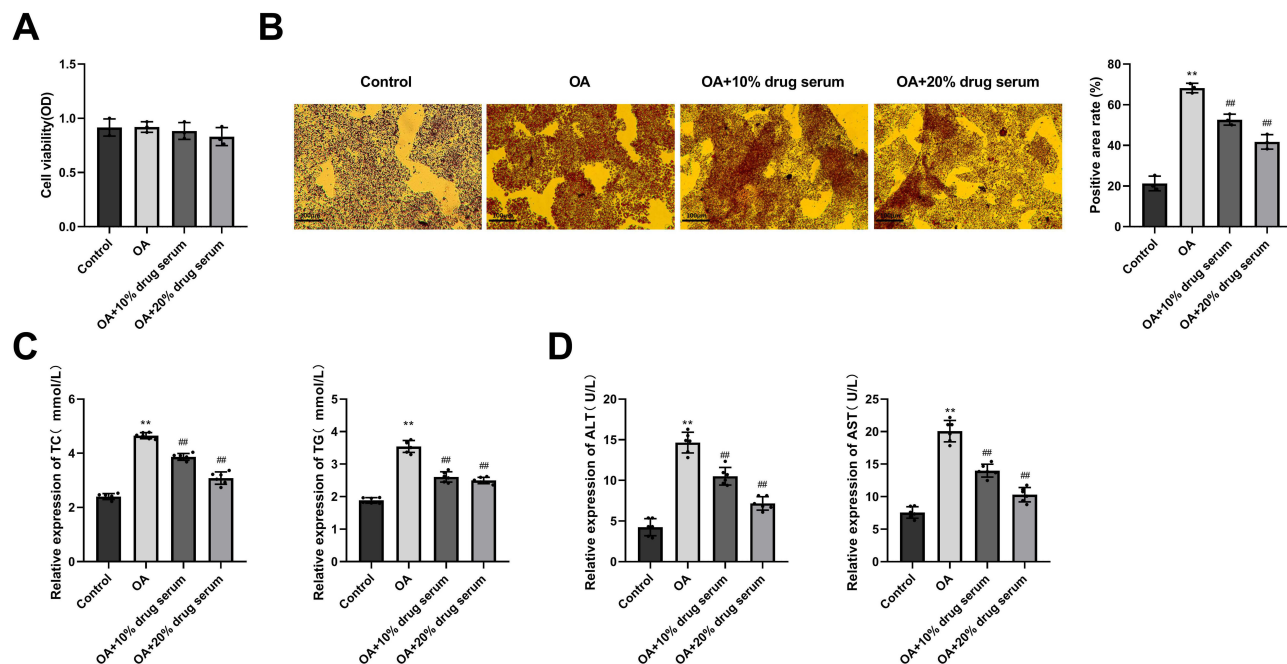 A
Cell viability(OD)
1.5
1.0
0.5
0.0
Control
OA
OA+10% drug serum
OA+20% drug serum
B
Control
OA
OA+10% drug serum
OA+20% drug serum
100μm
100μm
100μm
100μm
Positive area rate (%)
80
60
40
20
0
**
##
##
Control
OA
OA+10% drug serum
OA+20% drug serum
C
Relative expression of TC( mmol/L)
6
4
2
0
**
##
##
Control
OA
OA+10% drug serum
OA+20% drug serum
Relative expression of TG( mmol/L)
5
4
3
2
1
0
**
##
##
Control
OA
OA+10% drug serum
OA+20% drug serum
D
Relative expression of ALT( U/L)
20
15
10
5
0
**
##
##
Control
OA
OA+10% drug serum
OA+20% drug serum
Relative expression of AST( U/L)
25
20
15
10
5
0
**
##
##
Control
OA
OA+10% drug serum
OA+20% drug serum